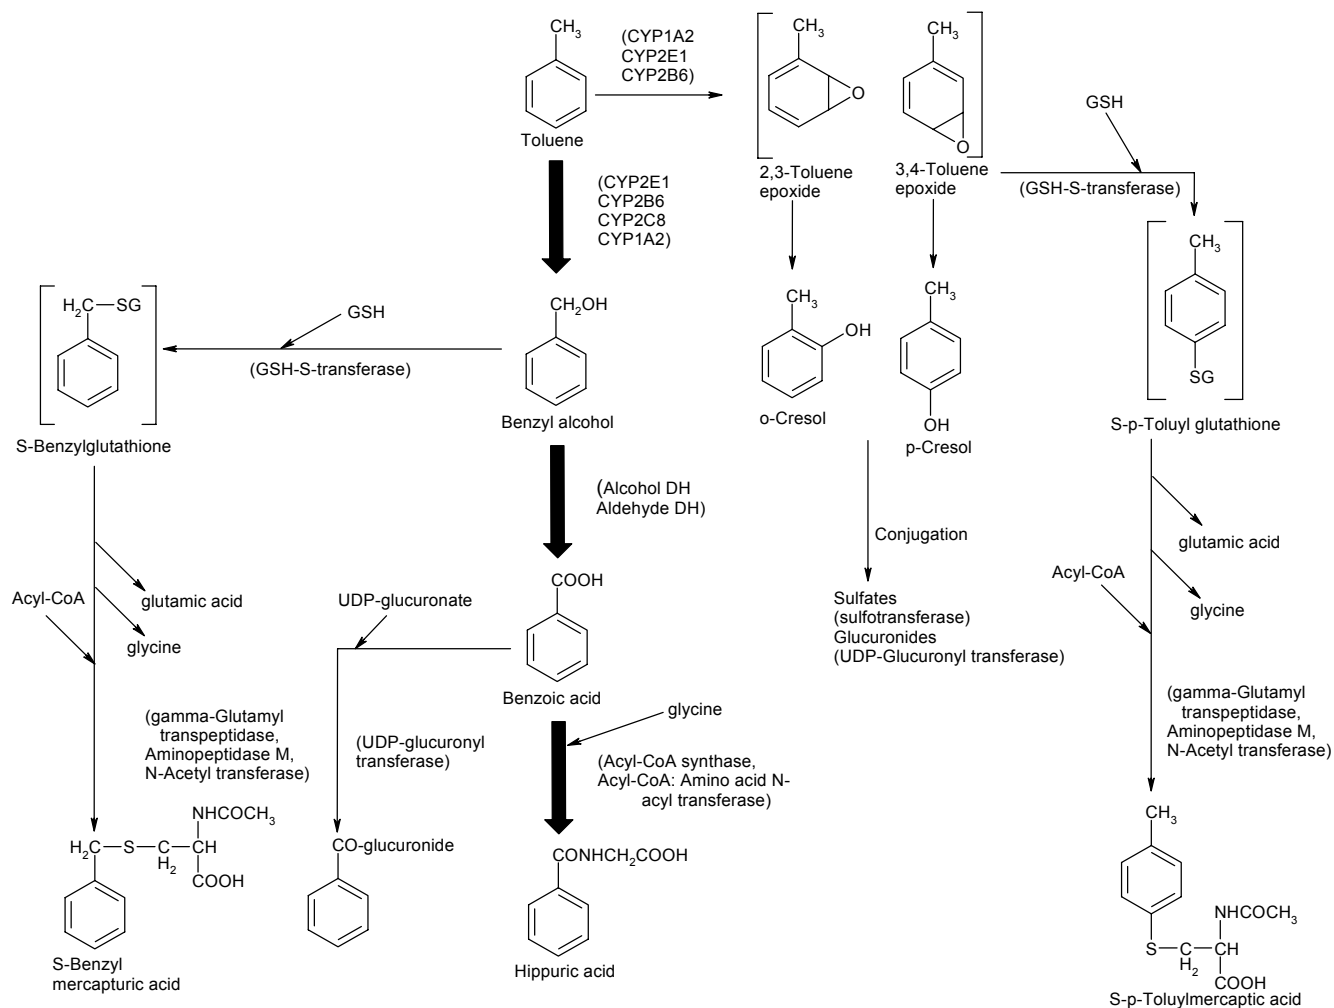 CH3
Toluene
(CYP1A2
CYP2E1
CYP2B6)
CH3
O
2,3-Toluene
epoxide
CH3
O
3,4-Toluene
epoxide
GSH
(GSH-S-transferase)
(CYP2E1
CYP2B6
CYP2C8
CYP1A2)
CH3
SG
S-p-Toluyl glutathione
H2C
SG
S-Benzylglutathione
GSH
(GSH-S-transferase)
CH2OH
Benzyl alcohol
CH3
OH
o-Cresol
CH3
OH
p-Cresol
(Alcohol DH
Aldehyde DH)
Conjugation
Sulfates
(sulfotransferase)
Glucuronides
(UDP-Glucuronyl transferase)
glutamic acid
Acyl-CoA
glycine
Acyl-CoA
glutamic acid
glycine
UDP-glucuronate
COOH
Benzoic acid
(gamma-Glutamyl
transpeptidase,
Aminopeptidase M,
N-Acetyl transferase)
(UDP-glucuronyl
transferase)
glycine
(Acyl-CoA synthase,
Acyl-CoA: Amino acid N-
acyl transferase)
(gamma-Glutamyl
transpeptidase,
Aminopeptidase M,
N-Acetyl transferase)
NHCOCH3
H2C
S
C
H2
CH
COOH
S-Benzyl
mercapturic acid
CO-glucuronide
CONHCH2COOH
Hippuric acid
CH3
NHCOCH3
S
C
H2
CH
COOH
S-p-Toluylmercaptic acid